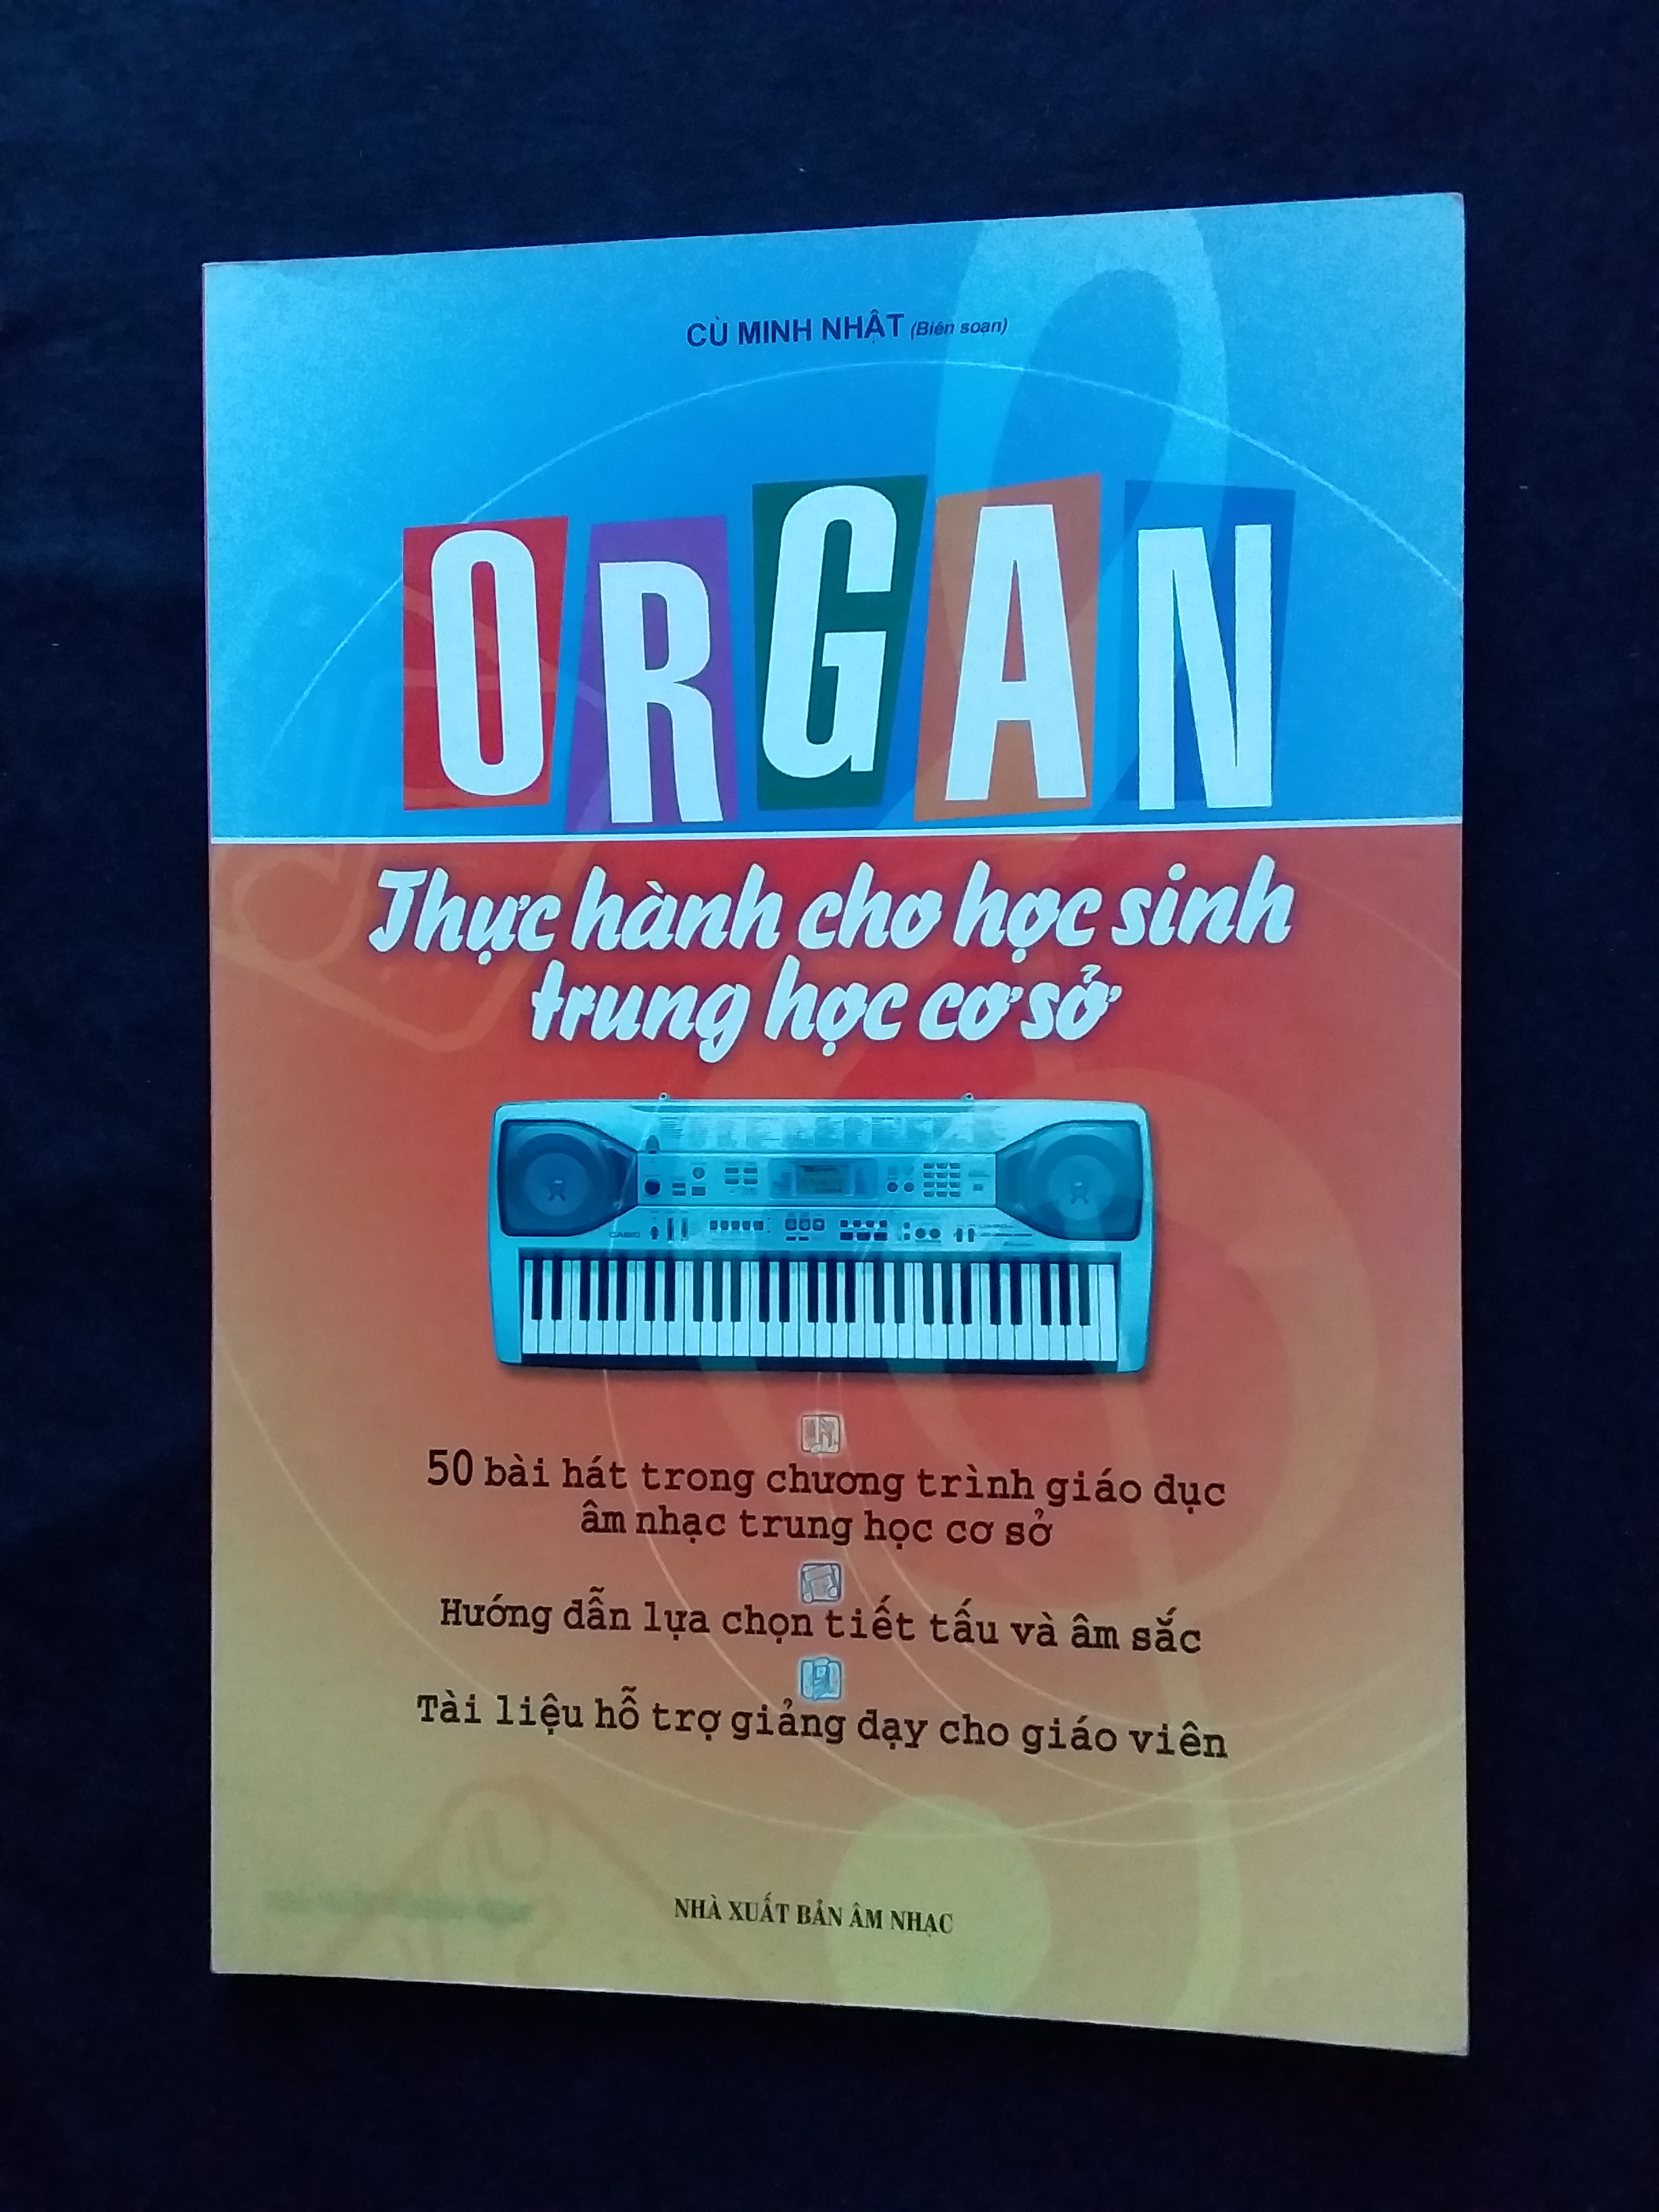 CÙ MINH NHẬT (Biên soạn)
ORGAN
Thực hành cho học sinh
trung học cơ sở
CASIO
50 bài hát trong chương trình giáo dục
âm nhạc trung học cơ sở
Hướng dẫn lựa chọn tiết tấu và âm sắc
Tài liệu hỗ trợ giảng dạy cho giáo viên
NHÀ XUẤT BẢN ÂM NHẠC